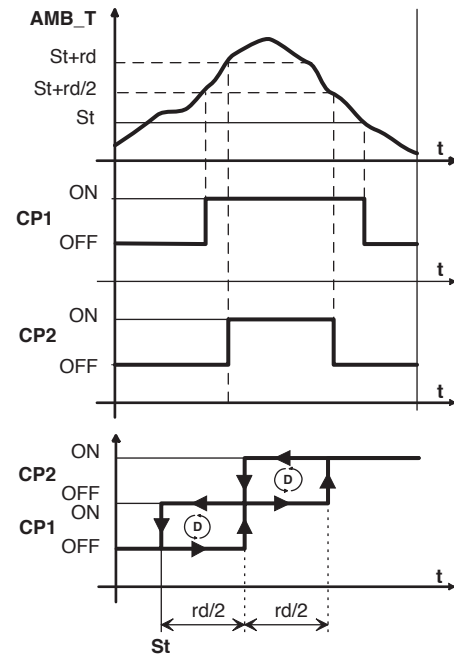 AMB_T
St+rd
St+rd/2
St
t
ON
CP1
OFF
t
ON
CP2
OFF
t
ON
CP2
OFF
D
ON
CP1
D
OFF
t
rd/2 rd/2
St